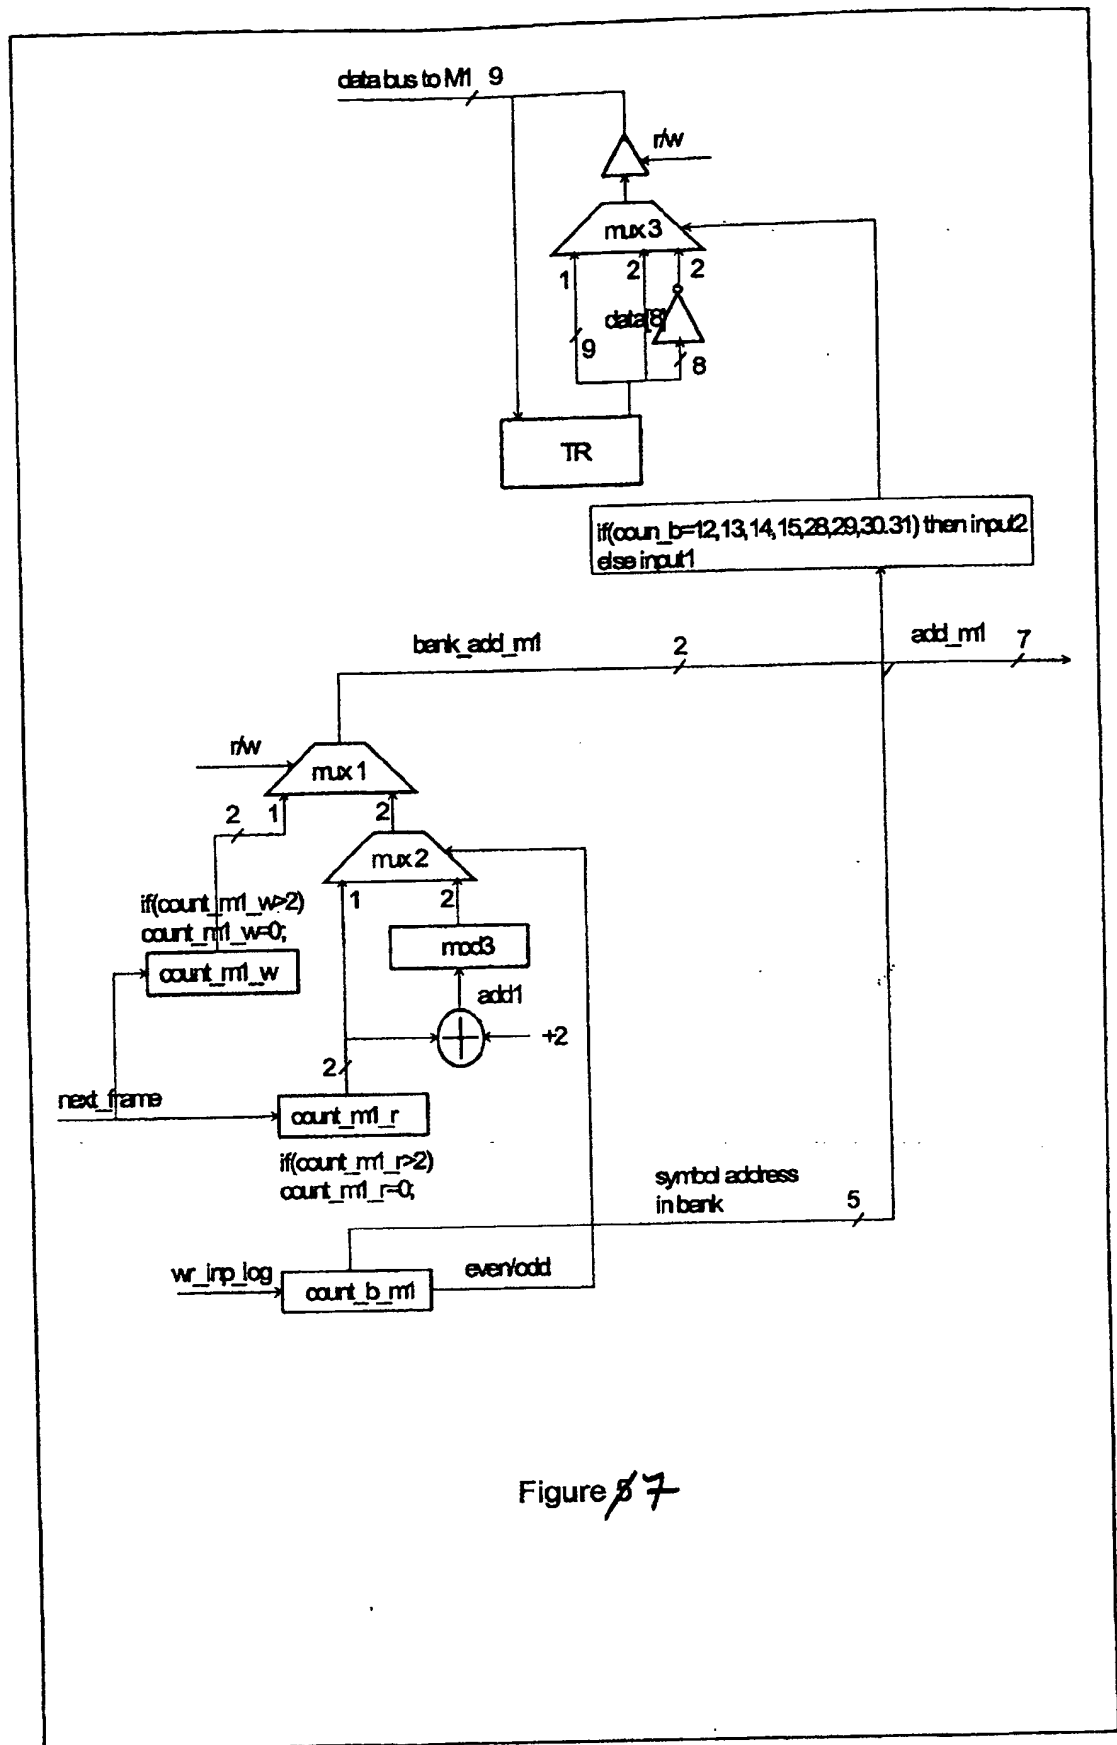 data bus to M1 9
r/w
mux 3
1 2 2
data[8]
9
8
TR
if(coun_b=12,13,14,15,28,29,30.31) then input2
else input1
bank_add_m1
2
add_m1
7
r/w
mux 1
2 1 2
mux 2
1 2
if(count_m1_w>2)
count_m1_w=0;
mod3
count_m1_w
add1
+2
2
next_frame
count_m1_r
if(count_m1_r>2)
count_m1_r=0;
symbol address
in bank
5
wr_inp_log
even/odd
count_b_m1
Figure 7